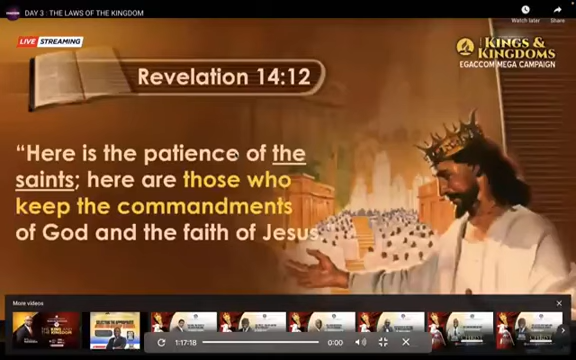 DAY 3 : THE LAWS OF THE KINGDOM
Watch later
Share
LIVE STREAMING
KINGS &
KINGDOMS
EGACCOM MEGA CAMPAIGN
Revelation 14:12
“Here is the patience of the
saints; here are those who
keep the commandments
of God and the faith of Jesus
More videos
1:17:18
0:00